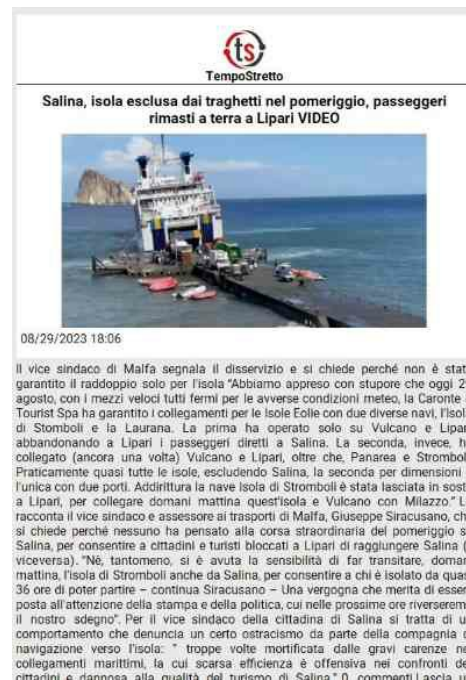 ts
TempoStretto
Salina, isola esclusa dai traghetti nel pomeriggio, passeggeri
rimasti a terra a Lipari VIDEO
08/29/2023 18:06
Il vice sindaco di Malfa segnala il disservizio e si chiede perché non è stat
garantito il raddoppio solo per l'isola "Abbiamo appreso con stupore che oggi 2
agosto, con i mezzi veloci tutti fermi per le avverse condizioni meteo, la Caronte
Tourist Spa ha garantito i collegamenti per le Isole Eolie con due diverse navi, l'Isol
di Stomboli e la Laurana. La prima ha operato solo su Vulcano e Lipar
abbandonando a Lipari i passeggeri diretti a Salina. La seconda, invece, h
collegato (ancora una volta) Vulcano e Lipari, oltre che, Panarea e Strombol
Praticamente quasi tutte le isole, escludendo Salina, la seconda per dimensioni
l'unica con due porti. Addirittura la nave Isola di Stromboli è stata lasciata in sost
a Lipari, per collegare domani mattina quest'isola e Vulcano con Milazzo." L
racconta il vice sindaco e assessore ai trasporti di Malfa, Giuseppe Siracusano, ch
si chiede perché nessuno ha pensato alla corsa straordinaria del pomeriggio s
Salina, per consentire a cittadini e turisti bloccati a Lipari di raggiungere Salina (
viceversa). "Nè, tantomeno, si è avuta la sensibilità di far transitare, doman
mattina, l'isola di Stromboli anche da Salina, per consentire a chi è isolato da quas
36 ore di poter partire – continua Siracusano – Una vergogna che merita di esser
posta all'attenzione della stampa e della politica, cui nelle prossime ore riverserem
il nostro sdegno". Per il vice sindaco della cittadina di Salina si tratta di u
comportamento che denuncia un certo ostracismo da parte della compagnia d
navigazione verso l'isola: " troppe volte mortificata dalle gravi carenze ne
collegamenti marittimi, la cui scarsa efficienza è offensiva nei confronti de
cittadini e dannosa alla qualità del turismo di Salina." 0 commentiLascia u